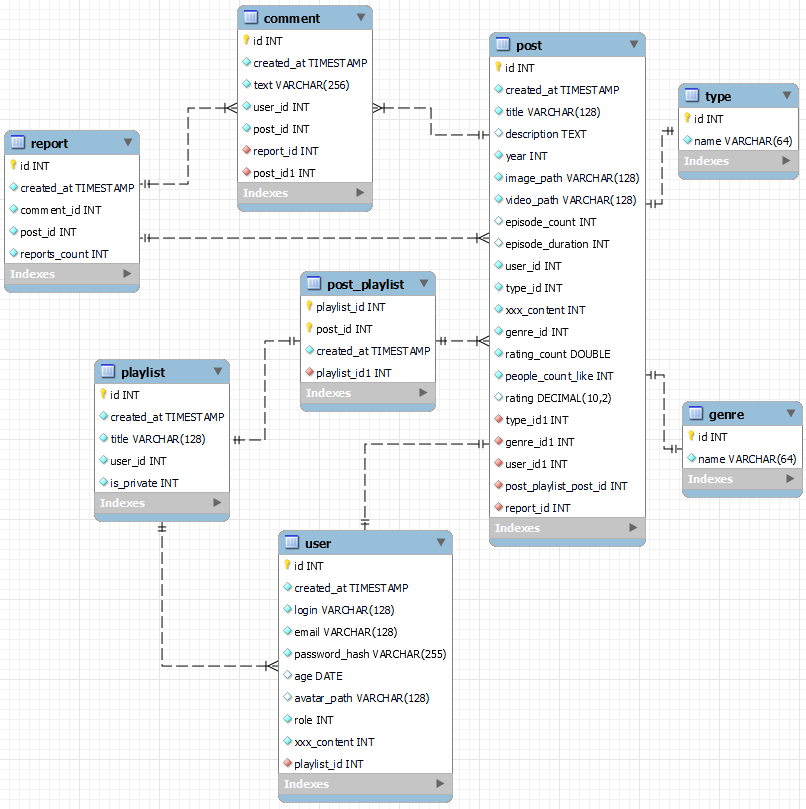 comment
id INT
created_at TIMESTAMP
text VARCHAR(256)
user_id INT
post_id INT
report_id INT
post_id1 INT
Indexes
post
id INT
created_at TIMESTAMP
title VARCHAR(128)
description TEXT
year INT
image_path VARCHAR(128)
video_path VARCHAR(128)
episode_count INT
episode_duration INT
user_id INT
type_id INT
xxx_content INT
genre_id INT
rating_count DOUBLE
people_count_like INT
rating DECIMAL(10,2)
type_id1 INT
genre_id1 INT
user_id1 INT
post_playlist_post_id INT
report_id INT
Indexes
type
id INT
name VARCHAR(64)
Indexes
report
id INT
created_at TIMESTAMP
comment_id INT
post_id INT
reports_count INT
Indexes
post_playlist
playlist_id INT
post_id INT
created_at TIMESTAMP
playlist_id1 INT
Indexes
playlist
id INT
created_at TIMESTAMP
title VARCHAR(128)
user_id INT
is_private INT
Indexes
genre
id INT
name VARCHAR(64)
Indexes
user
id INT
created_at TIMESTAMP
login VARCHAR(128)
email VARCHAR(128)
password_hash VARCHAR(255)
age DATE
avatar_path VARCHAR(128)
role INT
xxx_content INT
playlist_id INT
Indexes